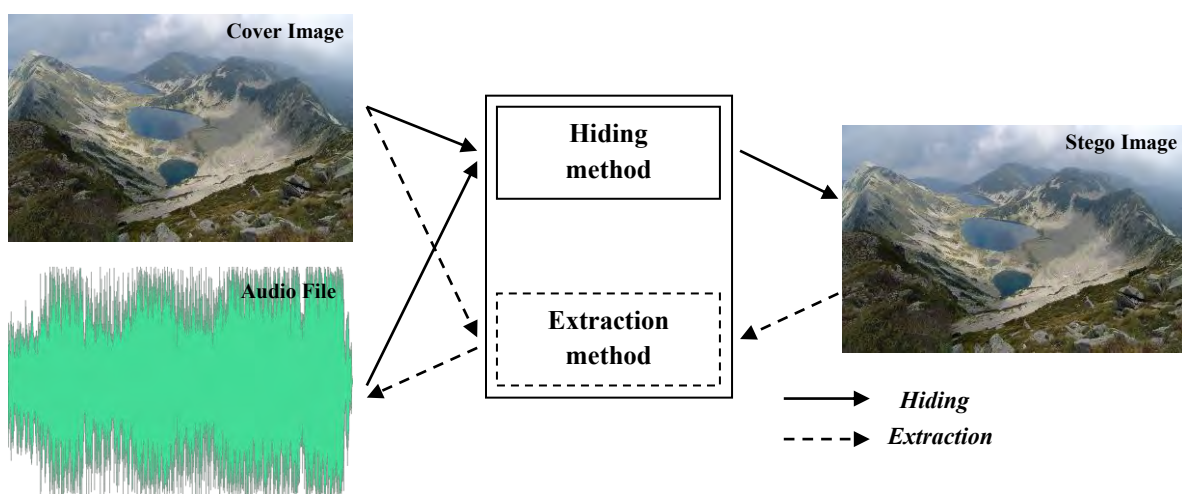 Cover Image
Hiding
method
Stego Image
Audio File
Extraction
method
Hiding
Extraction